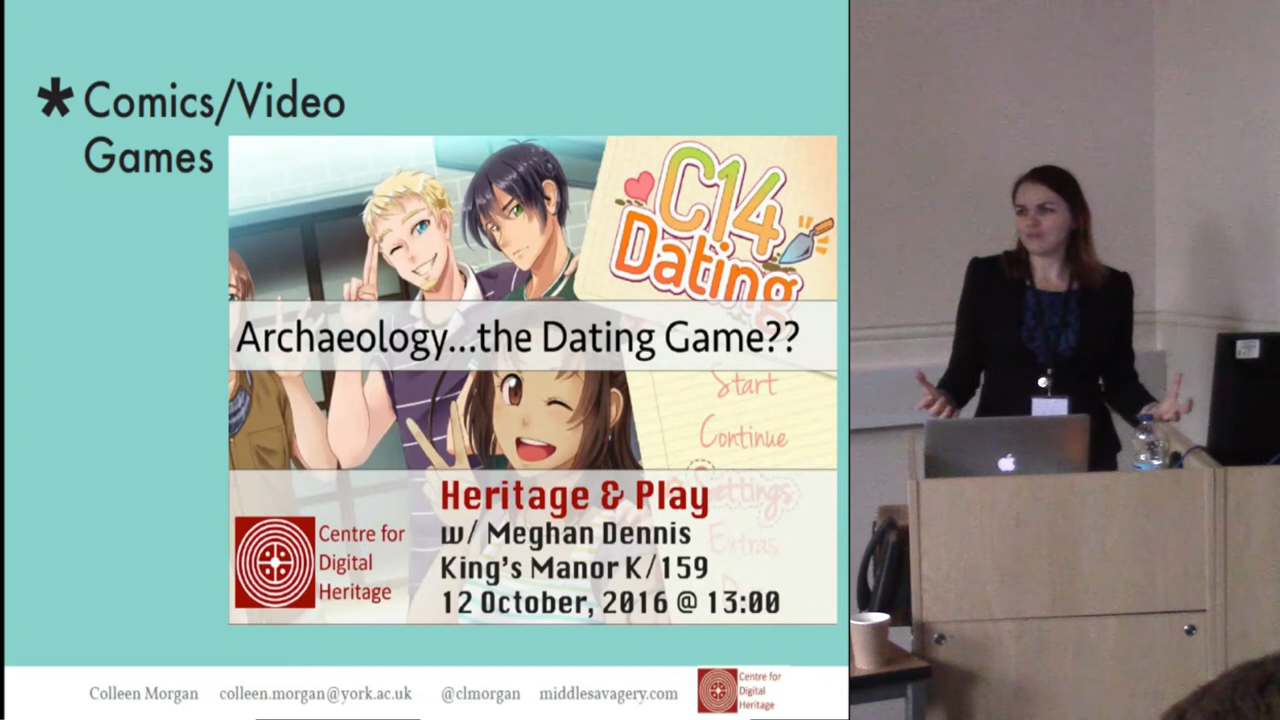 * Comics/Video
Games
C14
Dating
Archaeology...the Dating Game??
Start
Continue
Settings
Extras
Heritage & Play
w/ Meghan Dennis
King's Manor K/159
12 October, 2016 @ 13:00
Centre for
Digital
Heritage
Colleen Morgan colleen.morgan@york.ac.uk @clmorgan middlesavagery.com
Centre for
Digital
Heritage